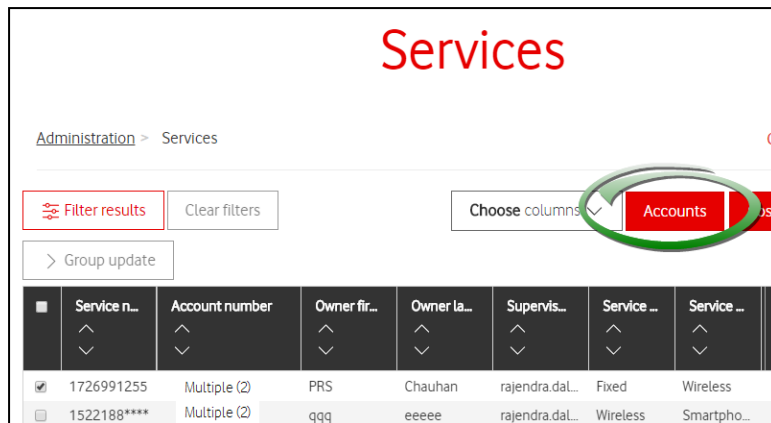 Services
Administration > Services
Filter results Clear filters Choose columns Accounts
Group update
Service n... Account number Owner fir... Owner la... Supervis... Service ... Service ...
1726991255 Multiple (2) PRS Chauhan rajendra.dal... Fixed Wireless
1522188**** Multiple (2) qqq eeeee rajendra.dal... Wireless Smartpho...